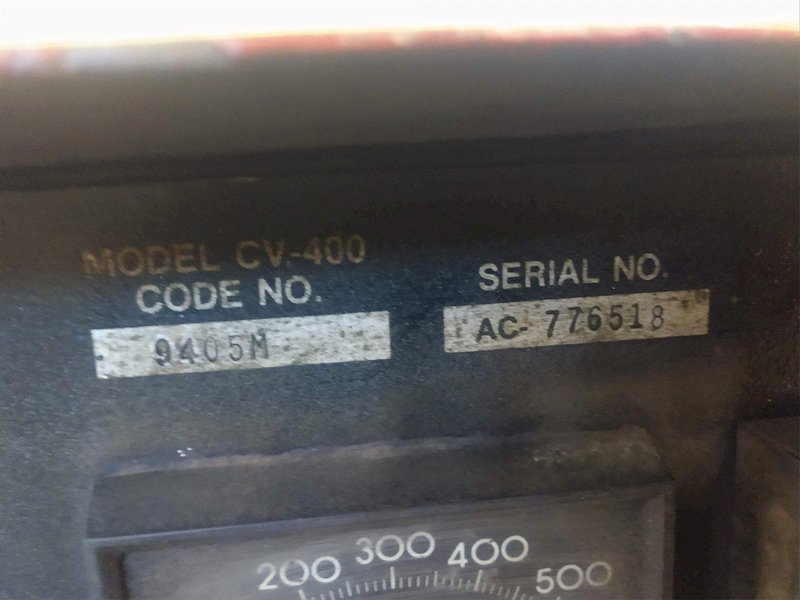 MODEL CV-400
CODE NO.
9405M
SERIAL NO.
AC- 776518
200 300 400 500